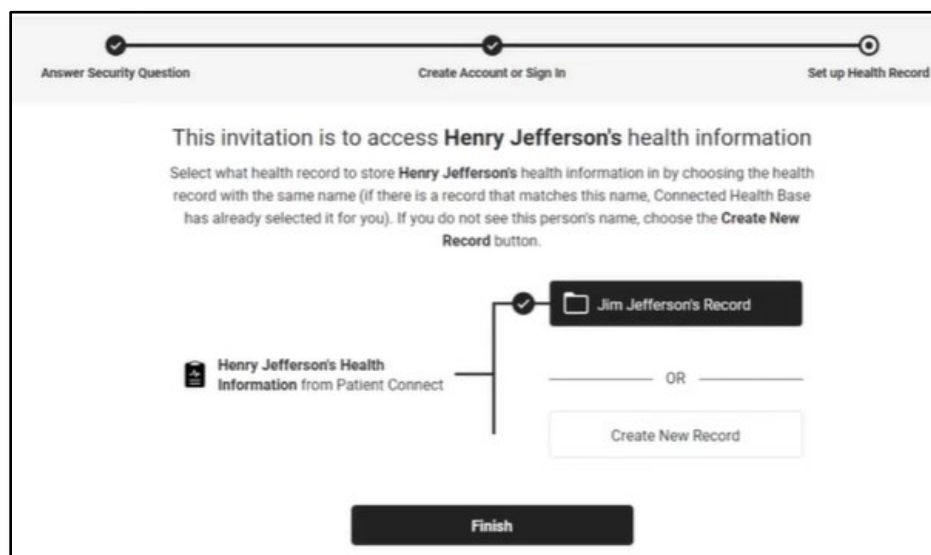 Answer Security Question
Create Account or Sign In
Set up Health Record
This invitation is to access Henry Jefferson's health information
Select what health record to store Henry Jefferson's health information in by choosing the health
record with the same name (if there is a record that matches this name, Connected Health Base
has already selected it for you). If you do not see this person's name, choose the Create New
Record button.
Jim Jefferson's Record
Henry Jefferson's Health
Information from Patient Connect
OR
Create New Record
Finish